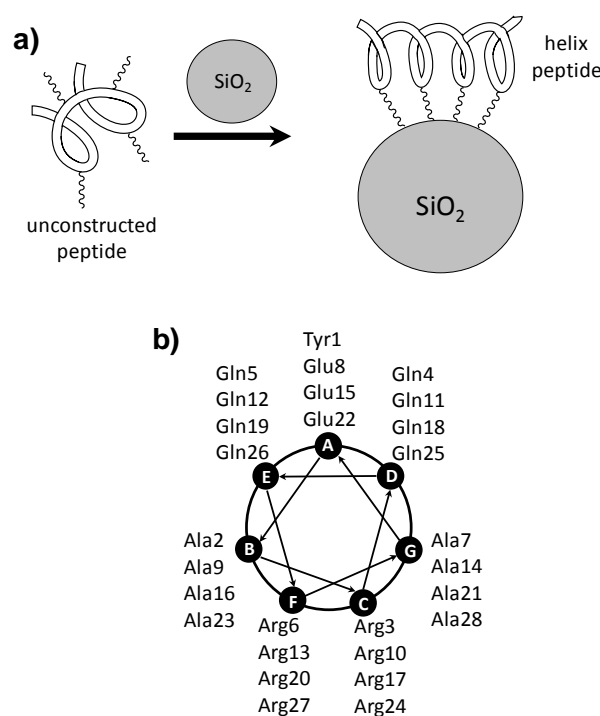 a)
SiO2
helix
peptide
SiO2
unconstructed
peptide
b)
Tyr1
Glu8
Glu15
Glu22
Gln5
Gln12
Gln19
Gln26
Gln4
Gln11
Gln18
Gln25
A
E
D
B
G
F
C
Ala2
Ala9
Ala16
Ala23
Ala7
Ala14
Ala21
Ala28
Arg6
Arg13
Arg20
Arg27
Arg3
Arg10
Arg17
Arg24